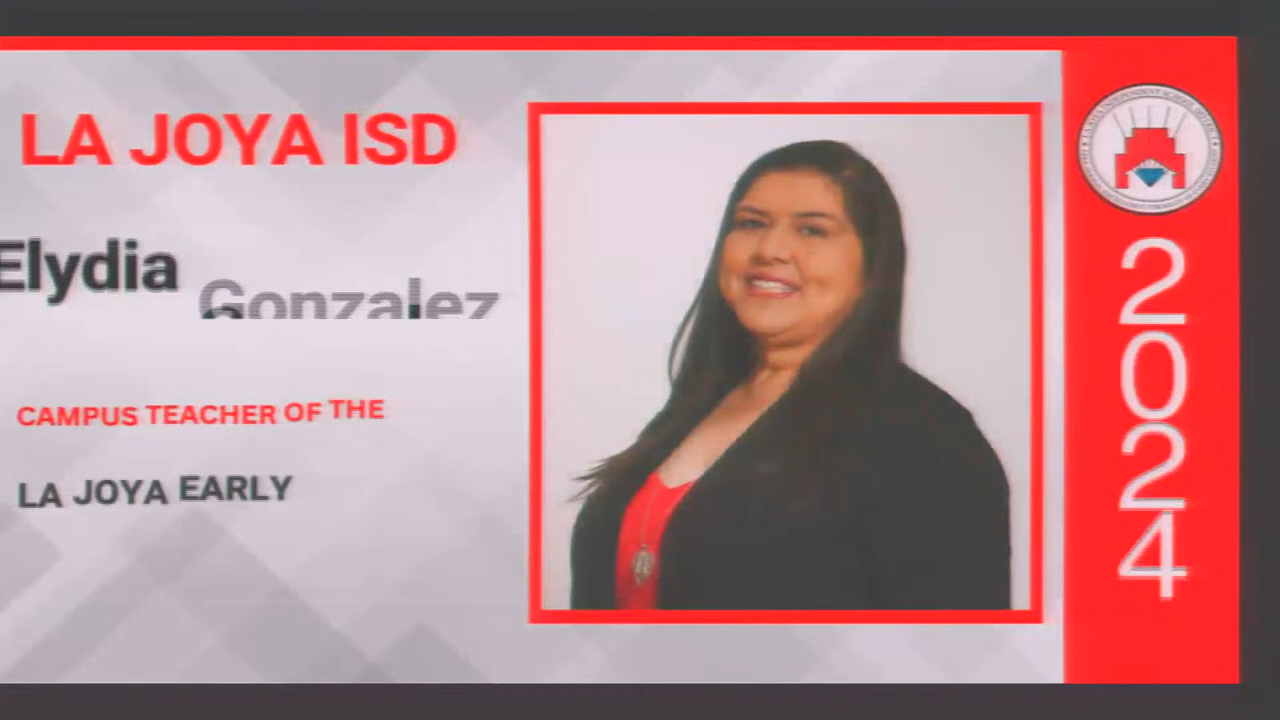 LA JOYA ISD
Elydia Gonzalez
CAMPUS TEACHER OF THE
LA JOYA EARLY
2024